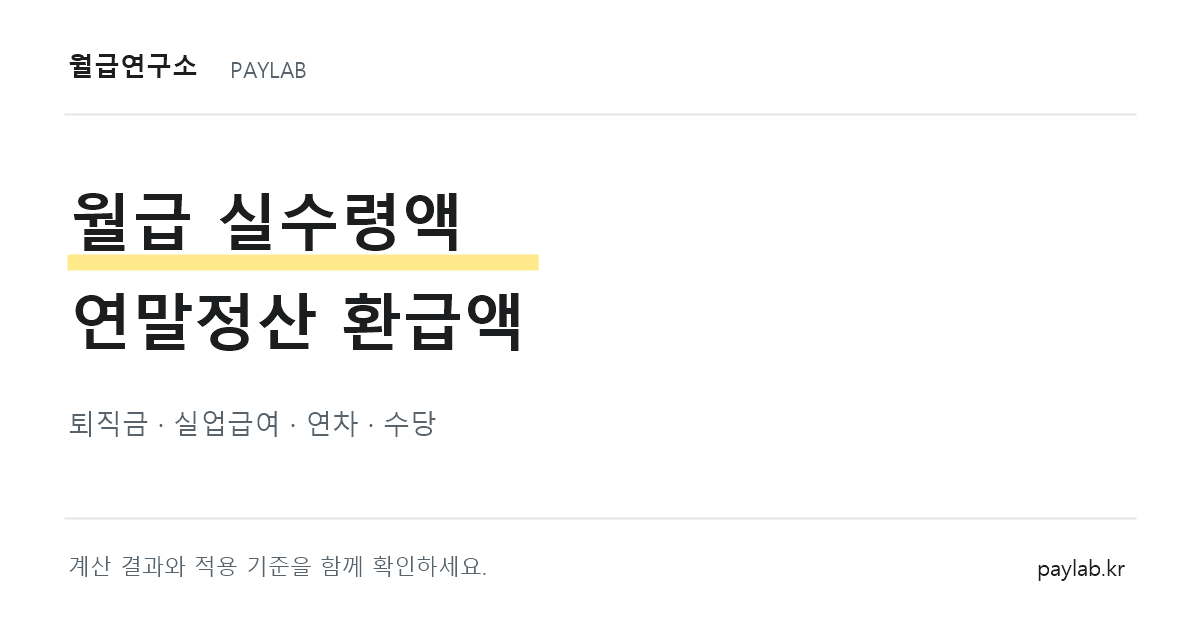 월급연구소 PAYLAB
월급 실수령액
연말정산 환급액
퇴직금 · 실업급여 · 연차 · 수당
계산 결과와 적용 기준을 함께 확인하세요.
paylab.kr